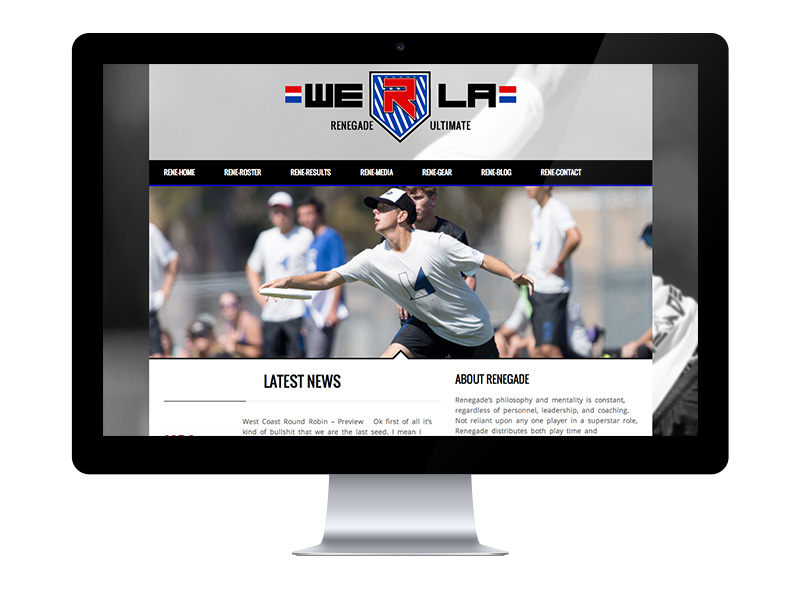 WE R LA
RENEGADE ULTIMATE
RENE-HOME RENE-ROSTER RENE-RESULTS RENE-MEDIA RENE-GEAR RENE-BLOG RENE-CONTACT
LATEST NEWS
West Coast Round Robin – Preview Ok first of all it's
kind of bullshit that we are the last seed. I mean I
ABOUT RENEGADE
Renegade's philosophy and mentality is constant,
regardless of personnel, leadership, and coaching.
Not reliant upon any one player in a superstar role,
Renegade distributes both play time and